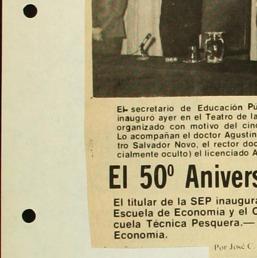 El secretario de Educación Pú
inauguró ayer en el Teatro de la
organizado con motivo del cinc
Lo acompañan el doctor Agustín
tro Salvador Novo, el rector doc
cialmente oculto) el licenciado A
El 50º Anivers
El titular de la SEP inaugura
Escuela de Economía y el C
cuela Técnica Pesquera.—
Economía.
Por José C.